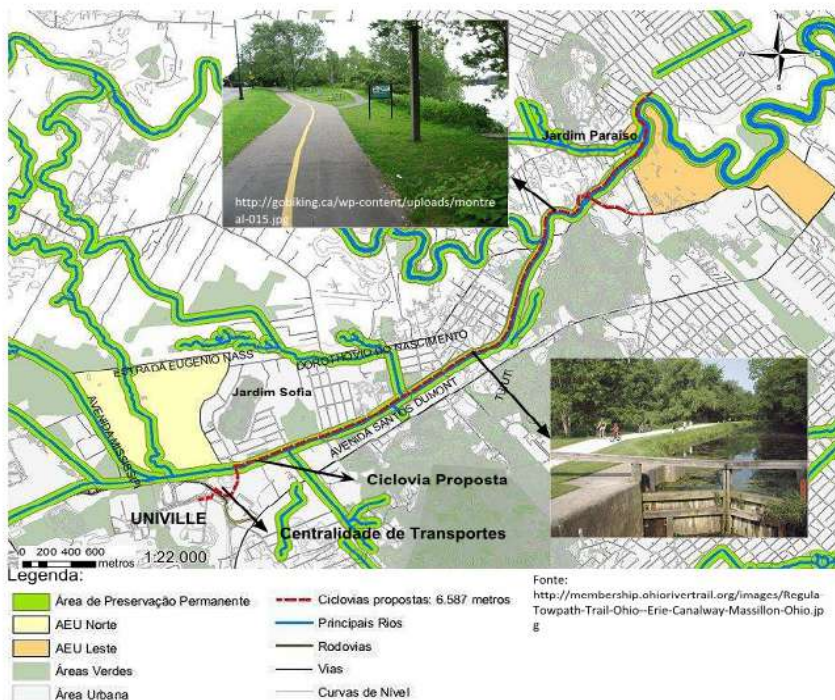 N
W
E
S
http://gobiking.ca/wp-content/uploads/montre
al-015.jpg
Jardim Paraíso
ESTRADA EUGENIO NASS
DOROTHOVIO DO NASCIMENTO
Jardim Sofia
AVENIDA SANTOS DUMONT
TUIUTI
Ciclovia Proposta
UNIVILLE
Centralidade de Transportes
0 200 400 600
metros
1:22.000
Legenda:
Área de Preservação Permanente
AEU Norte
AEU Leste
Áreas Verdes
Área Urbana
Ciclovias propostas: 6.587 metros
Principais Rios
Rodovias
Vias
Curvas de Nível
Fonte:
http://membership.ohiorivertrail.org/images/Regula
Towpath-Trail-Ohio--Erie-Canalway-Massillon-Ohio.jp
g